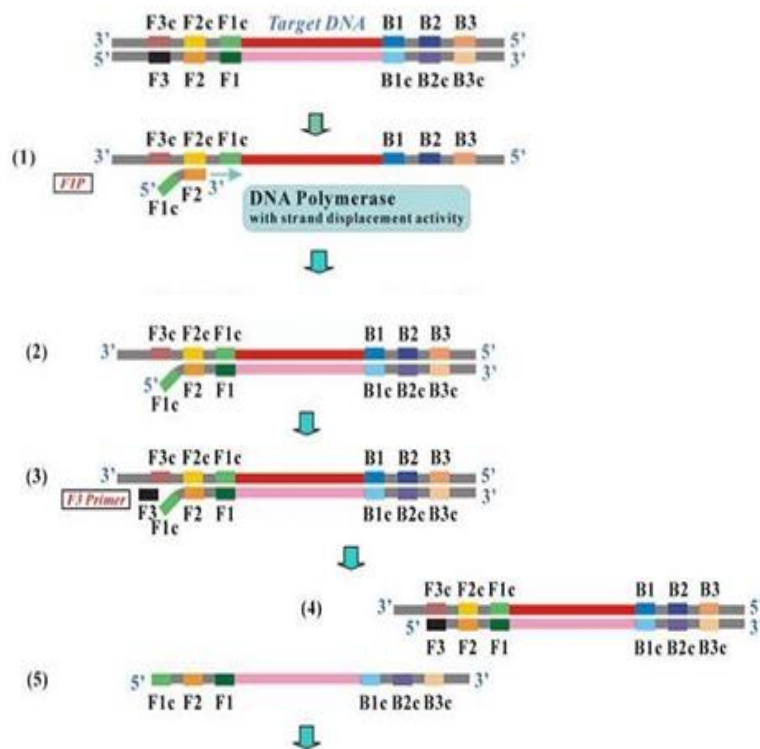 F3c F2c F1c Target DNA B1 B2 B3
3’ 5’
5’ 3’
F3 F2 F1 B1c B2c B3c
F3c F2c F1c B1 B2 B3
(1) 3’ 5’
FIP 5’ F2 3’
F1c
DNA Polymerase
with strand displacement activity
F3c F2c F1c B1 B2 B3
(2) 3’ 5’
3’
5’ F2 F1 B1c B2c B3c
F1c
F3c F2c F1c B1 B2 B3
(3) 3’ 5’
3’
F3 Primer F3 F2 F1 B1c B2c B3c
F1c
F3c F2c F1c B1 B2 B3
(4) 3’ 5’
5’ 3’
F3 F2 F1 B1c B2c B3c
(5) 5’ 3’
F1c F2 F1 B1c B2c B3c